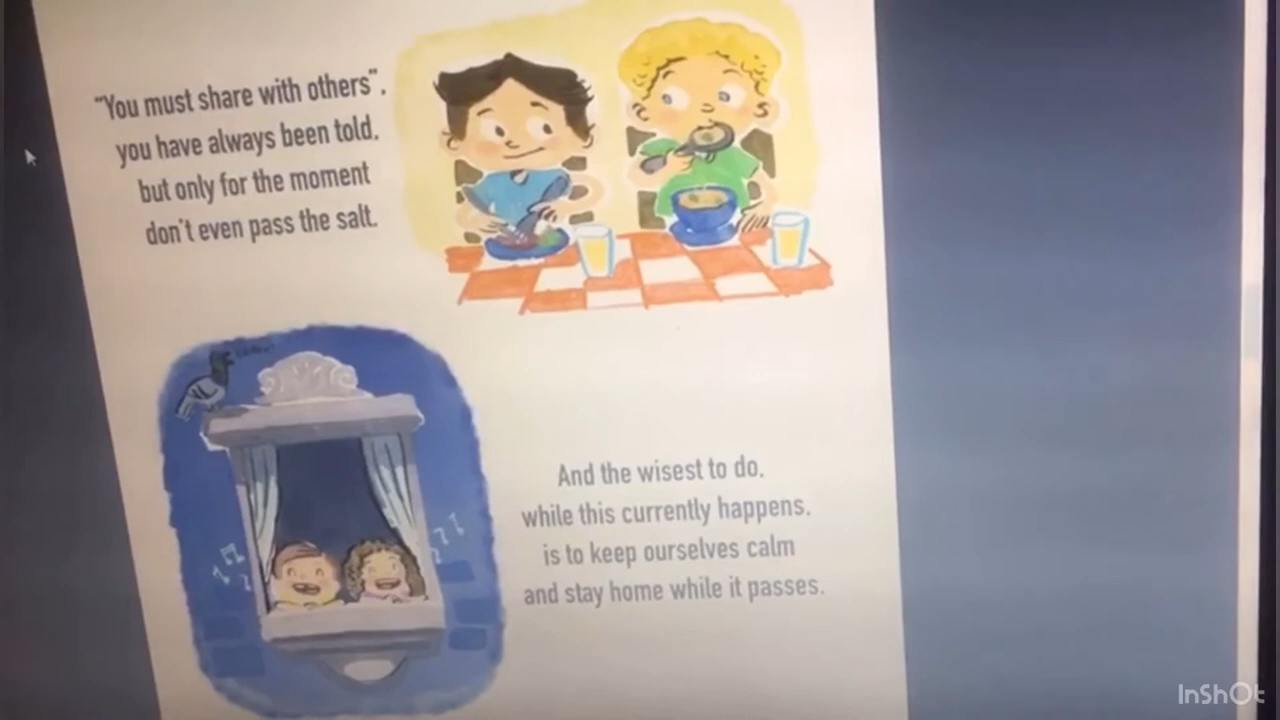 "You must share with others".
you have always been told.
but only for the moment
don't even pass the salt.
And the wisest to do.
while this currently happens.
is to keep ourselves calm
and stay home while it passes.
InShOt